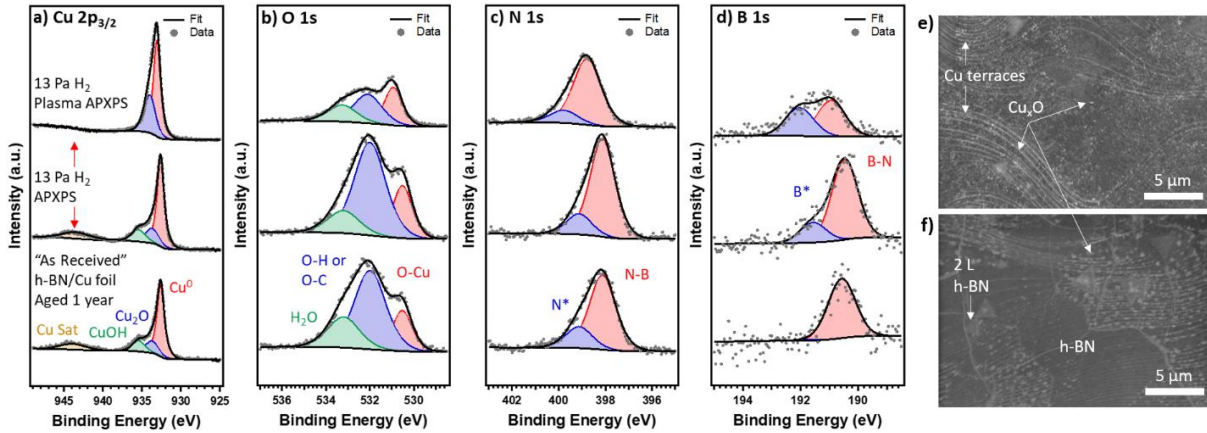 a) Cu 2p3/2
Fit
Data
13 Pa H2
Plasma APXPS
13 Pa H2
APXPS
"As Received"
h-BN/Cu foil
Aged 1 year
Cu0
Cu2O
CuOH
Cu Sat
Intensity (a.u.)
945 940 935 930 925
Binding Energy (eV)
b) O 1s
Fit
Data
O-H or
O-C
O-Cu
H2O
Intensity (a.u.)
536 534 532 530
Binding Energy (eV)
c) N 1s
Fit
Data
N-B
N*
Intensity (a.u.)
400 398 396
Binding Energy (eV)
d) B 1s
Fit
Data
B-N
B*
Intensity (a.u.)
194 192 190
Binding Energy (eV)
e)
Cu terraces
CuxO
5 µm
f)
2 L
h-BN
h-BN
5 µm